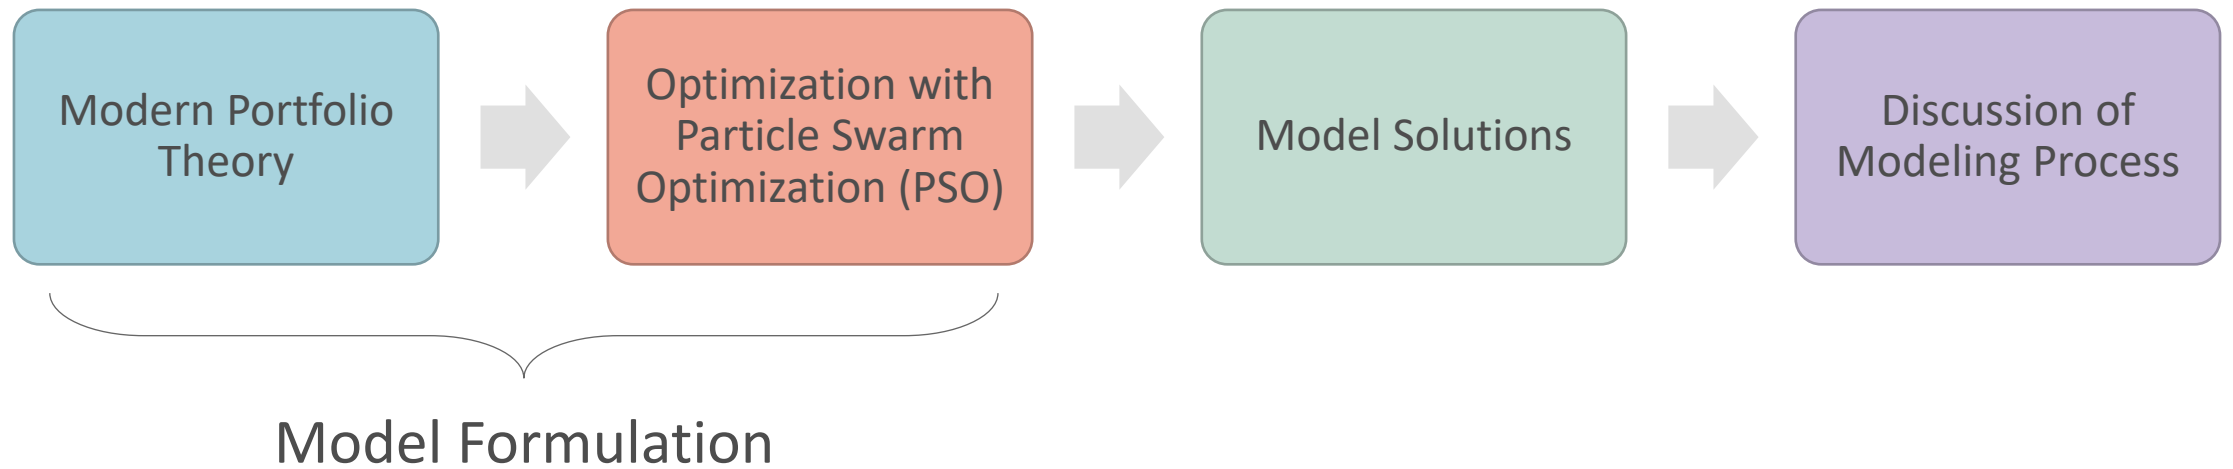 Modern Portfolio
Theory
Optimization with
Particle Swarm
Optimization (PSO)
Model Solutions
Discussion of
Modeling Process
Model Formulation